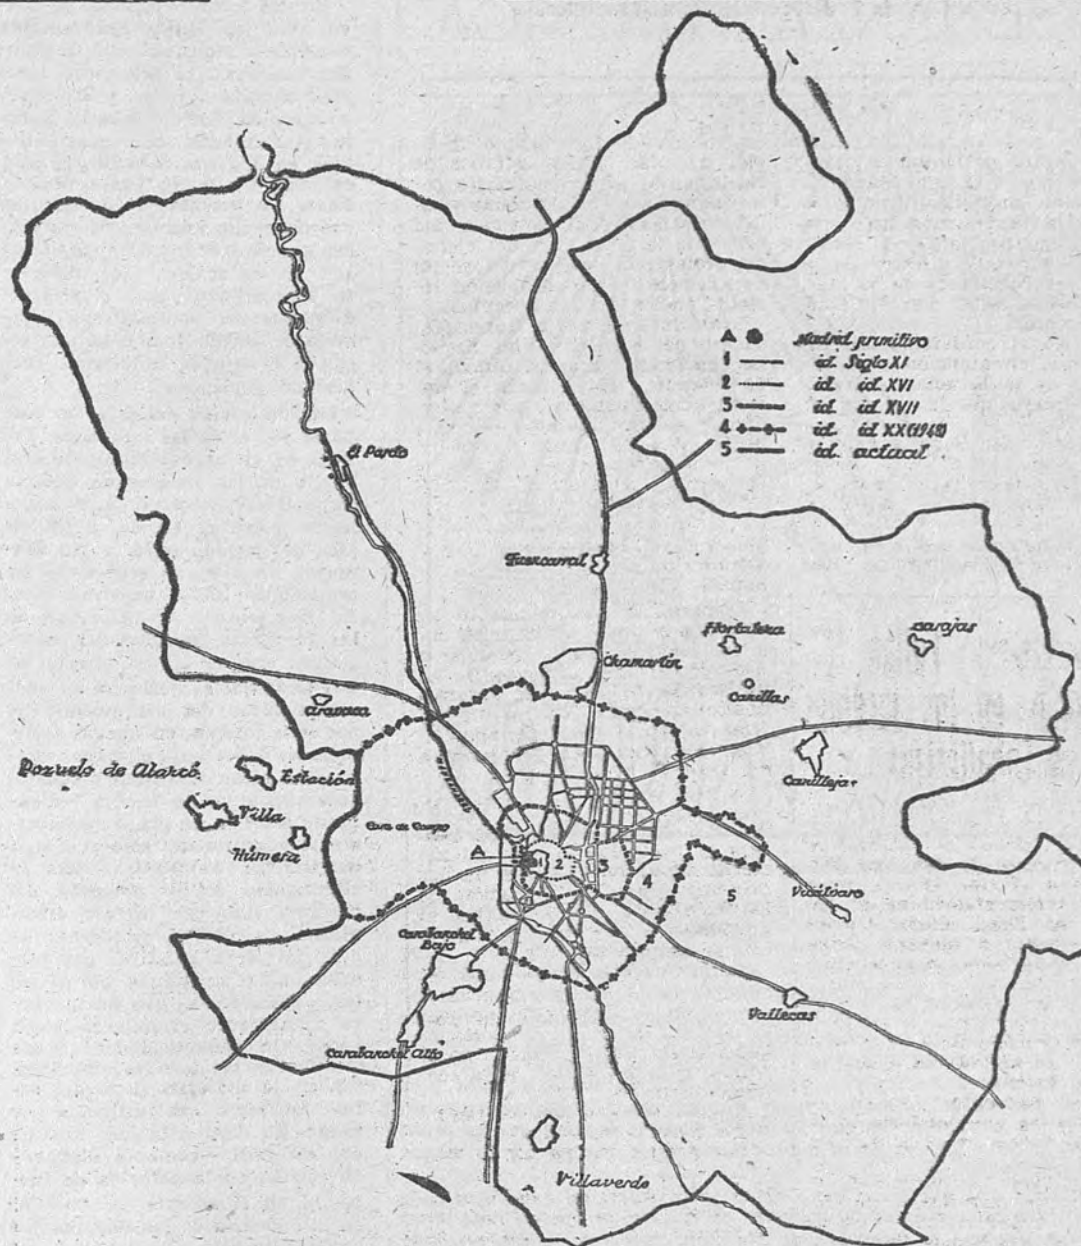 A Madrid primitivo
1 id. Siglo XI
2 id. id. XVI
3 id. id. XVII
4 id. id. XX (1948)
5 id. actual
El Pardo
Fuencarral
Hortaleza
Barajas
Chamartín
Canillas
Aravaca
Pozuelo de Alarcó.
Estación
Villa
Húmera
Casa de Campo
Canilleja.
A
1
2
3
4
5
Vicálvaro
Carabanchel
Bajo
Vallecas
Carabanchel Alto
Villaverde